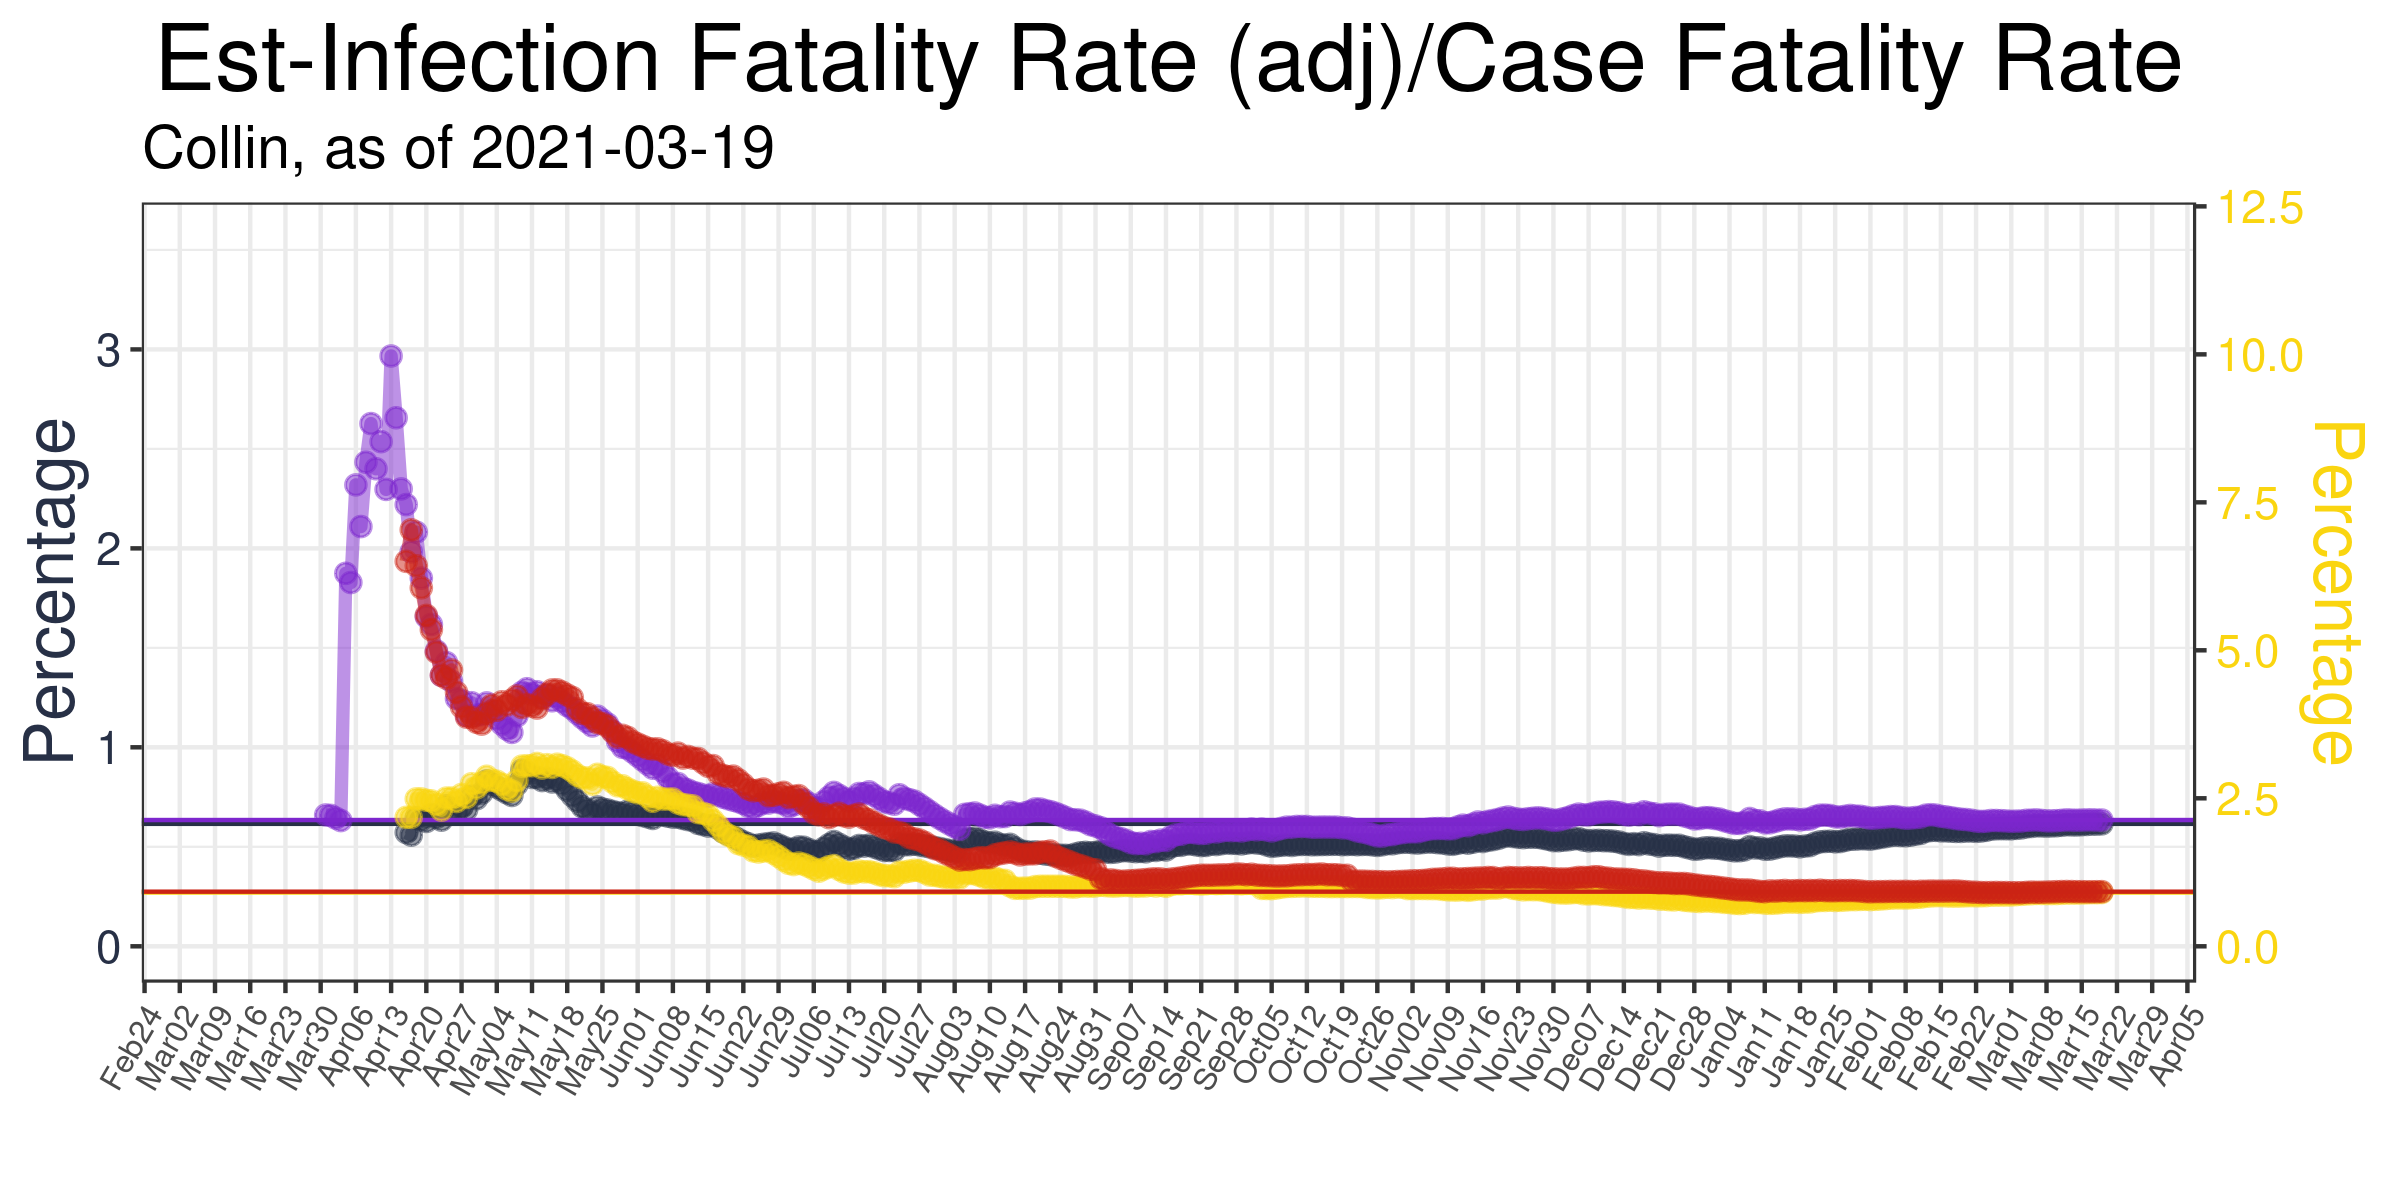 Est-Infection Fatality Rate (adj)/Case Fatality Rate
Collin, as of 2021-03-19
12.5
3
10.0
7.5
2
Percentage
Percentage
5.0
1
2.5
0
0.0
Feb24 Mar02 Mar09 Mar16 Mar23 Mar30 Apr06 Apr13 Apr20 Apr27 May04 May11 May18 May25 Jun01 Jun08 Jun15 Jun22 Jun29 Jul06 Jul13 Jul20 Jul27 Aug03 Aug10 Aug17 Aug24 Aug31 Sep07 Sep14 Sep21 Sep28 Oct05 Oct12 Oct19 Oct26 Nov02 Nov09 Nov16 Nov23 Nov30 Dec07 Dec14 Dec21 Dec28 Jan04 Jan11 Jan18 Jan25 Feb01 Feb08 Feb15 Feb22 Mar01 Mar08 Mar15 Mar22 Mar29 Apr05